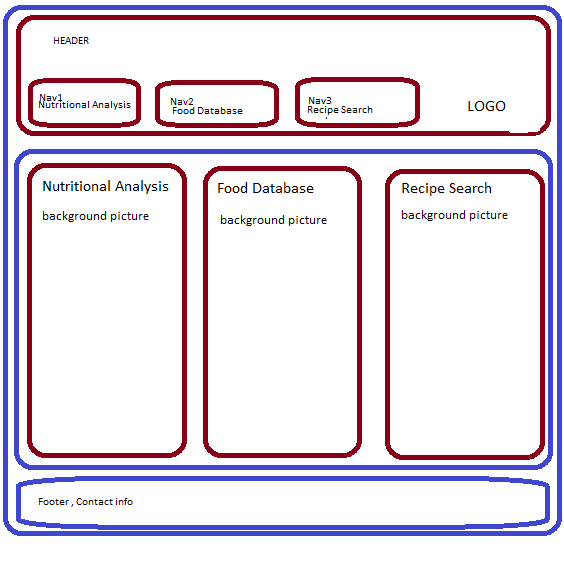 HEADER
Nav1
Nutritional Analysis
Nav2
Food Database
Nav3
Recipe Search
LOGO
Nutritional Analysis
background picture
Food Database
background picture
Recipe Search
background picture
Footer , Contact info